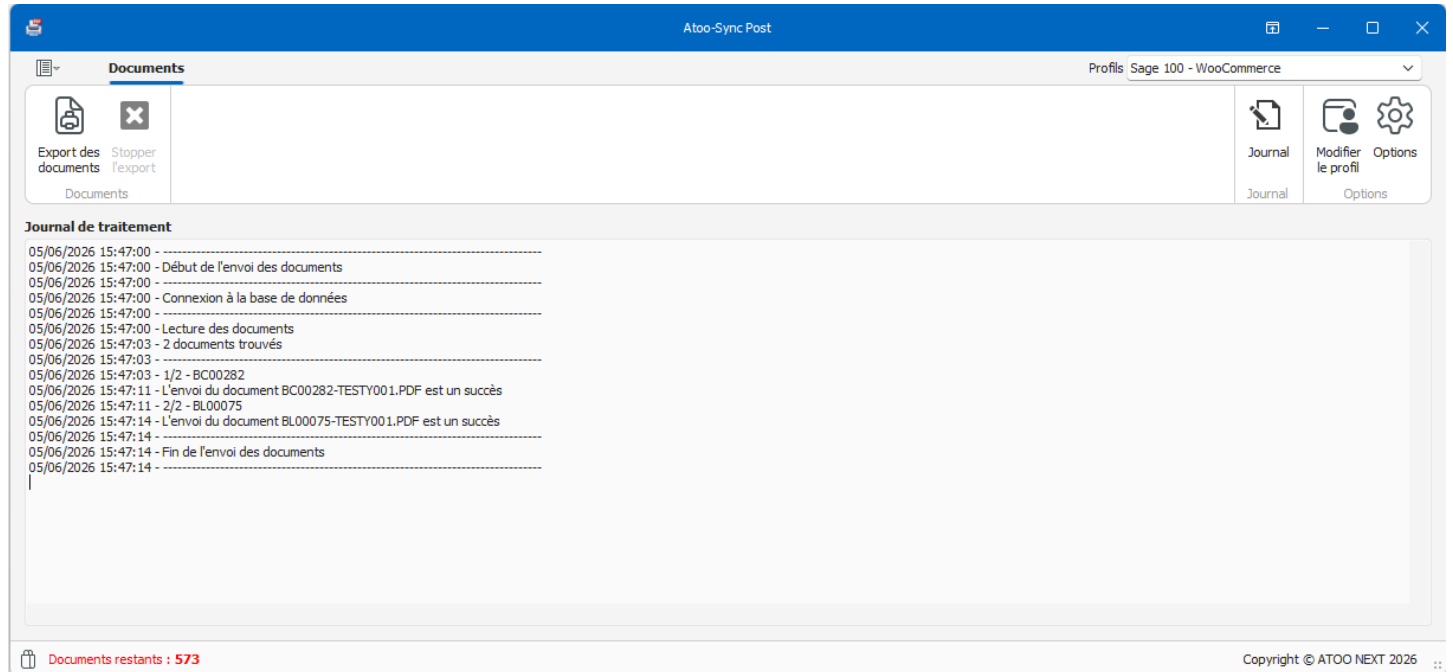 Atoo-Sync Post
Documents
Profils Sage 100 - WooCommerce
Export des documents
Stopper l'export
Documents
Journal
Journal
Modifier le profil
Options
Options
Journal de traitement
05/06/2026 15:47:00 - --------------------------------------------------------------------------------
05/06/2026 15:47:00 - Début de l'envoi des documents
05/06/2026 15:47:00 - --------------------------------------------------------------------------------
05/06/2026 15:47:00 - Connexion à la base de données
05/06/2026 15:47:00 - --------------------------------------------------------------------------------
05/06/2026 15:47:00 - Lecture des documents
05/06/2026 15:47:03 - 2 documents trouvés
05/06/2026 15:47:03 - --------------------------------------------------------------------------------
05/06/2026 15:47:03 - 1/2 - BC00282
05/06/2026 15:47:11 - L'envoi du document BC00282-TESTY001.PDF est un succès
05/06/2026 15:47:11 - 2/2 - BL00075
05/06/2026 15:47:14 - L'envoi du document BL00075-TESTY001.PDF est un succès
05/06/2026 15:47:14 - --------------------------------------------------------------------------------
05/06/2026 15:47:14 - Fin de l'envoi des documents
05/06/2026 15:47:14 - --------------------------------------------------------------------------------
Documents restants : 573
Copyright © ATOO NEXT 2026